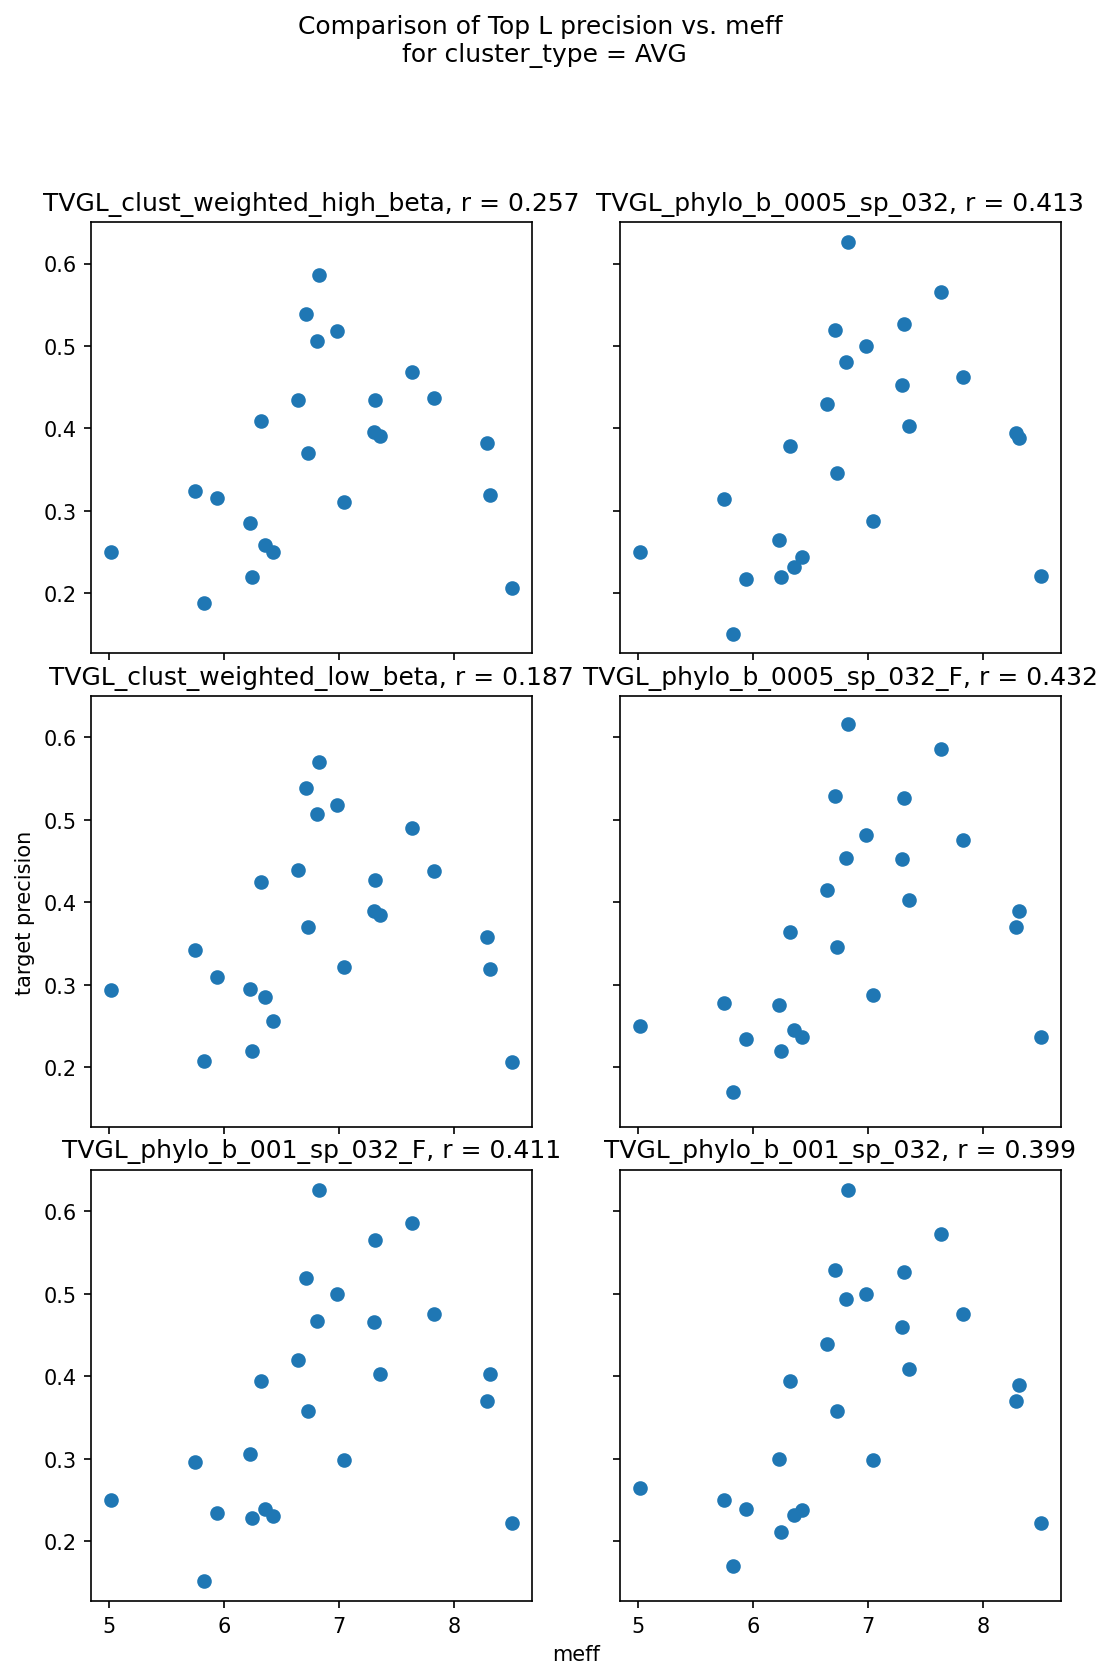 Comparison of Top L precision vs. meff
for cluster_type = AVG
TVGL_clust_weighted_high_beta, r = 0.257
TVGL_phylo_b_0005_sp_032, r = 0.413
0.6
0.5
0.4
0.3
0.2
TVGL_clust_weighted_low_beta, r = 0.187
TVGL_phylo_b_0005_sp_032_F, r = 0.432
0.6
0.5
0.4
0.3
0.2
target precision
TVGL_phylo_b_001_sp_032_F, r = 0.411
TVGL_phylo_b_001_sp_032, r = 0.399
0.6
0.5
0.4
0.3
0.2
5 6 7 8
5 6 7 8
meff